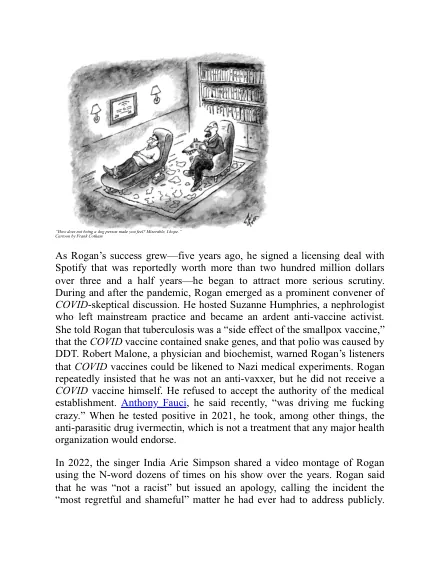 "How does not being a dog person make you feel? Miserable, I hope."
Cartoon by Frank Cotham
As Rogan's success grew—five years ago, he signed a licensing deal with
Spotify that was reportedly worth more than two hundred million dollars
over three and a half years—he began to attract more serious scrutiny.
During and after the pandemic, Rogan emerged as a prominent convener of
COVID-skeptical discussion. He hosted Suzanne Humphries, a nephrologist
who left mainstream practice and became an ardent anti-vaccine activist.
She told Rogan that tuberculosis was a “side effect of the smallpox vaccine,”
that the COVID vaccine contained snake genes, and that polio was caused by
DDT. Robert Malone, a physician and biochemist, warned Rogan’s listeners
that COVID vaccines could be likened to Nazi medical experiments. Rogan
repeatedly insisted that he was not an anti-vaxxer, but he did not receive a
COVID vaccine himself. He refused to accept the authority of the medical
establishment. Anthony Fauci, he said recently, “was driving me fucking
crazy.” When he tested positive in 2021, he took, among other things, the
anti-parasitic drug ivermectin, which is not a treatment that any major health
organization would endorse.
In 2022, the singer India Arie Simpson shared a video montage of Rogan
using the N-word dozens of times on his show over the years. Rogan said
that he was “not a racist” but issued an apology, calling the incident the
“most regretful and shameful” matter he had ever had to address publicly.